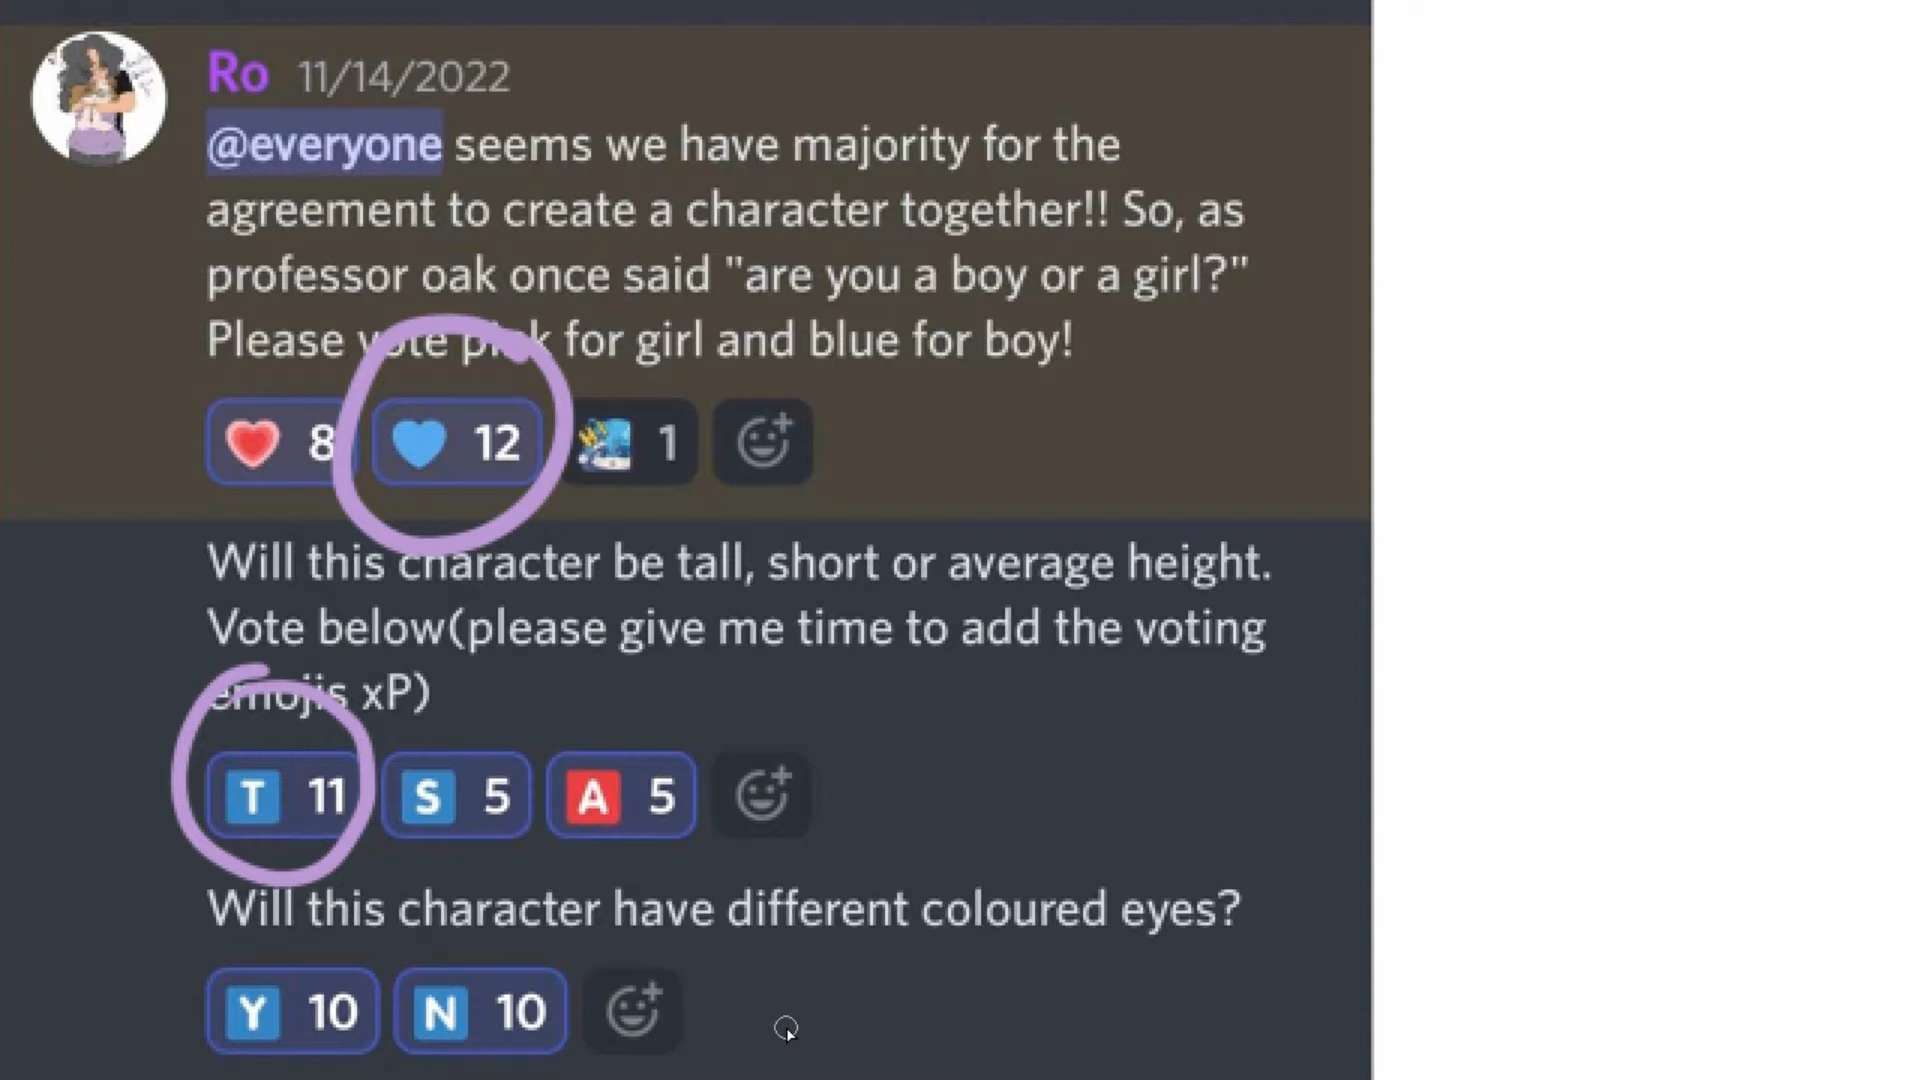 Ro 11/14/2022
@everyone seems we have majority for the
agreement to create a character together!! So, as
professor oak once said "are you a boy or a girl?"
Please vote pink for girl and blue for boy!
8 12 1
Will this character be tall, short or average height.
Vote below(please give me time to add the voting
emojis xP)
T 11 S 5 A 5
Will this character have different coloured eyes?
Y 10 N 10